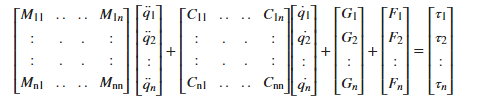 [M11 .. .. M1n] [q̈1] [C11 .. .. C1n] [q̇1] [G1] [F1] [τ1]
[: . . :] [q̈2] [: . . :] [q̇2] [G2] [F2] [τ2]
[: . . :] [:] + [: . . :] [:] + [:] + [:] = [:]
[Mn1 .. .. Mnn] [q̈n] [Cn1 .. .. Cnn] [q̇n] [Gn] [Fn] [τn]